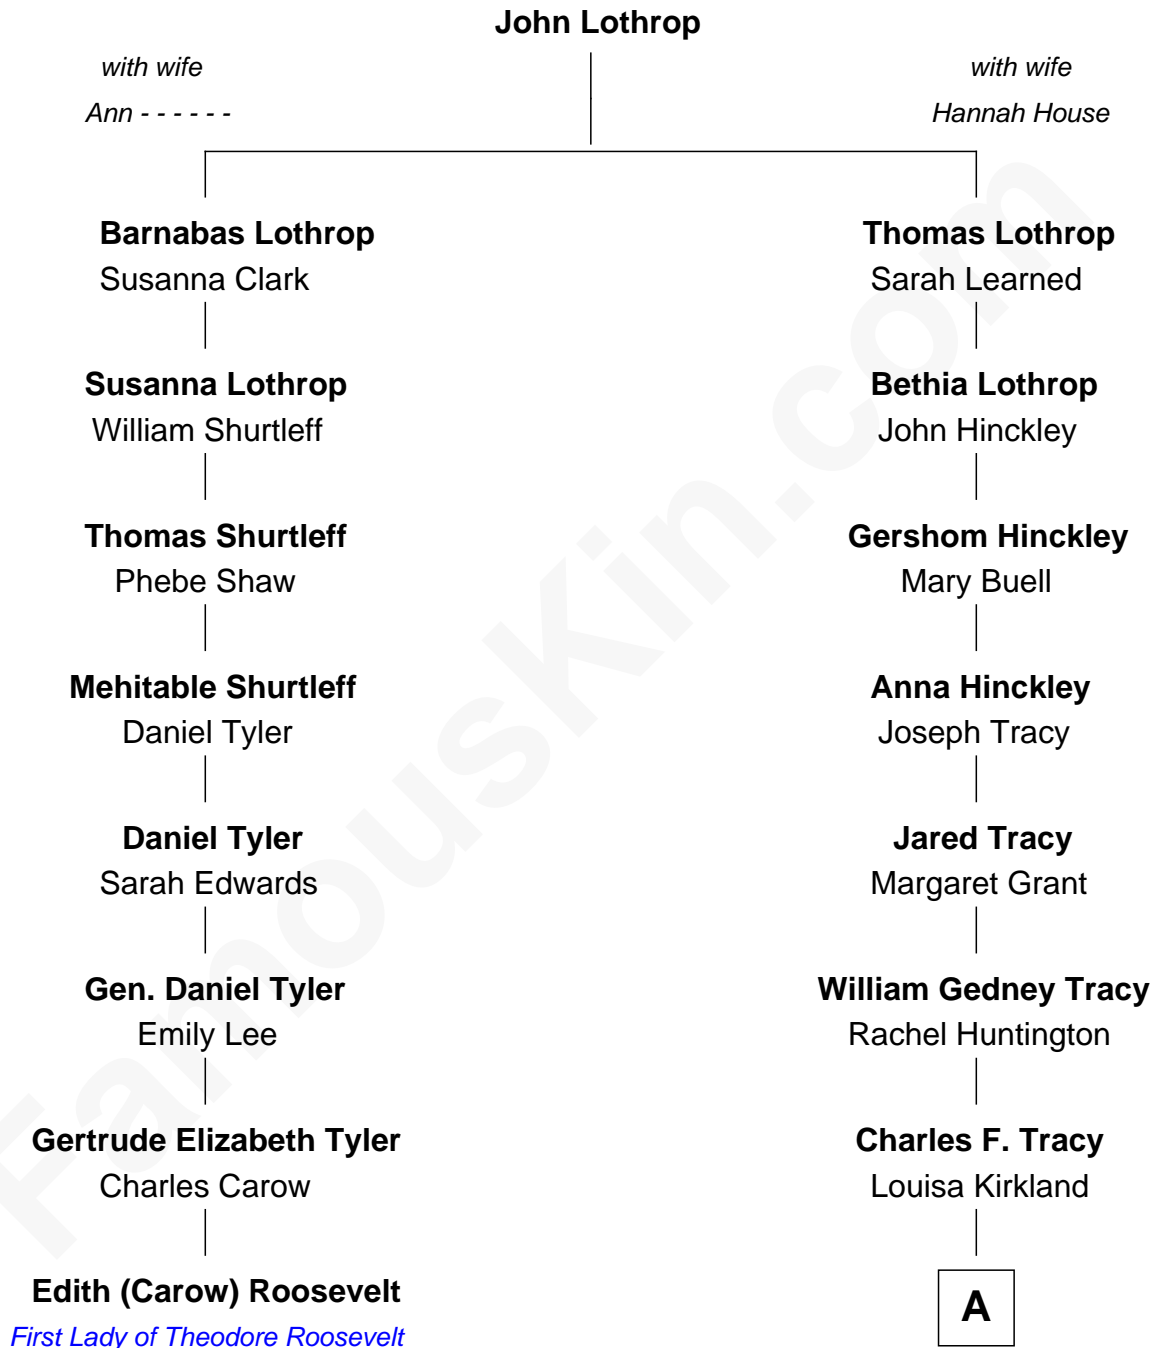 John Lothrop
with wife
Ann - - - - - -
with wife
Hannah House
Barnabas Lothrop
Susanna Clark
Thomas Lothrop
Sarah Learned
Susanna Lothrop
William Shurtleff
Bethia Lothrop
John Hinckley
Thomas Shurtleff
Phebe Shaw
Gershom Hinckley
Mary Buell
Mehitable Shurtleff
Daniel Tyler
Anna Hinckley
Joseph Tracy
Daniel Tyler
Sarah Edwards
Jared Tracy
Margaret Grant
Gen. Daniel Tyler
Emily Lee
William Gedney Tracy
Rachel Huntington
Gertrude Elizabeth Tyler
Charles Carow
Charles F. Tracy
Louisa Kirkland
Edith (Carow) Roosevelt
First Lady of Theodore Roosevelt
A
FamousKin.com